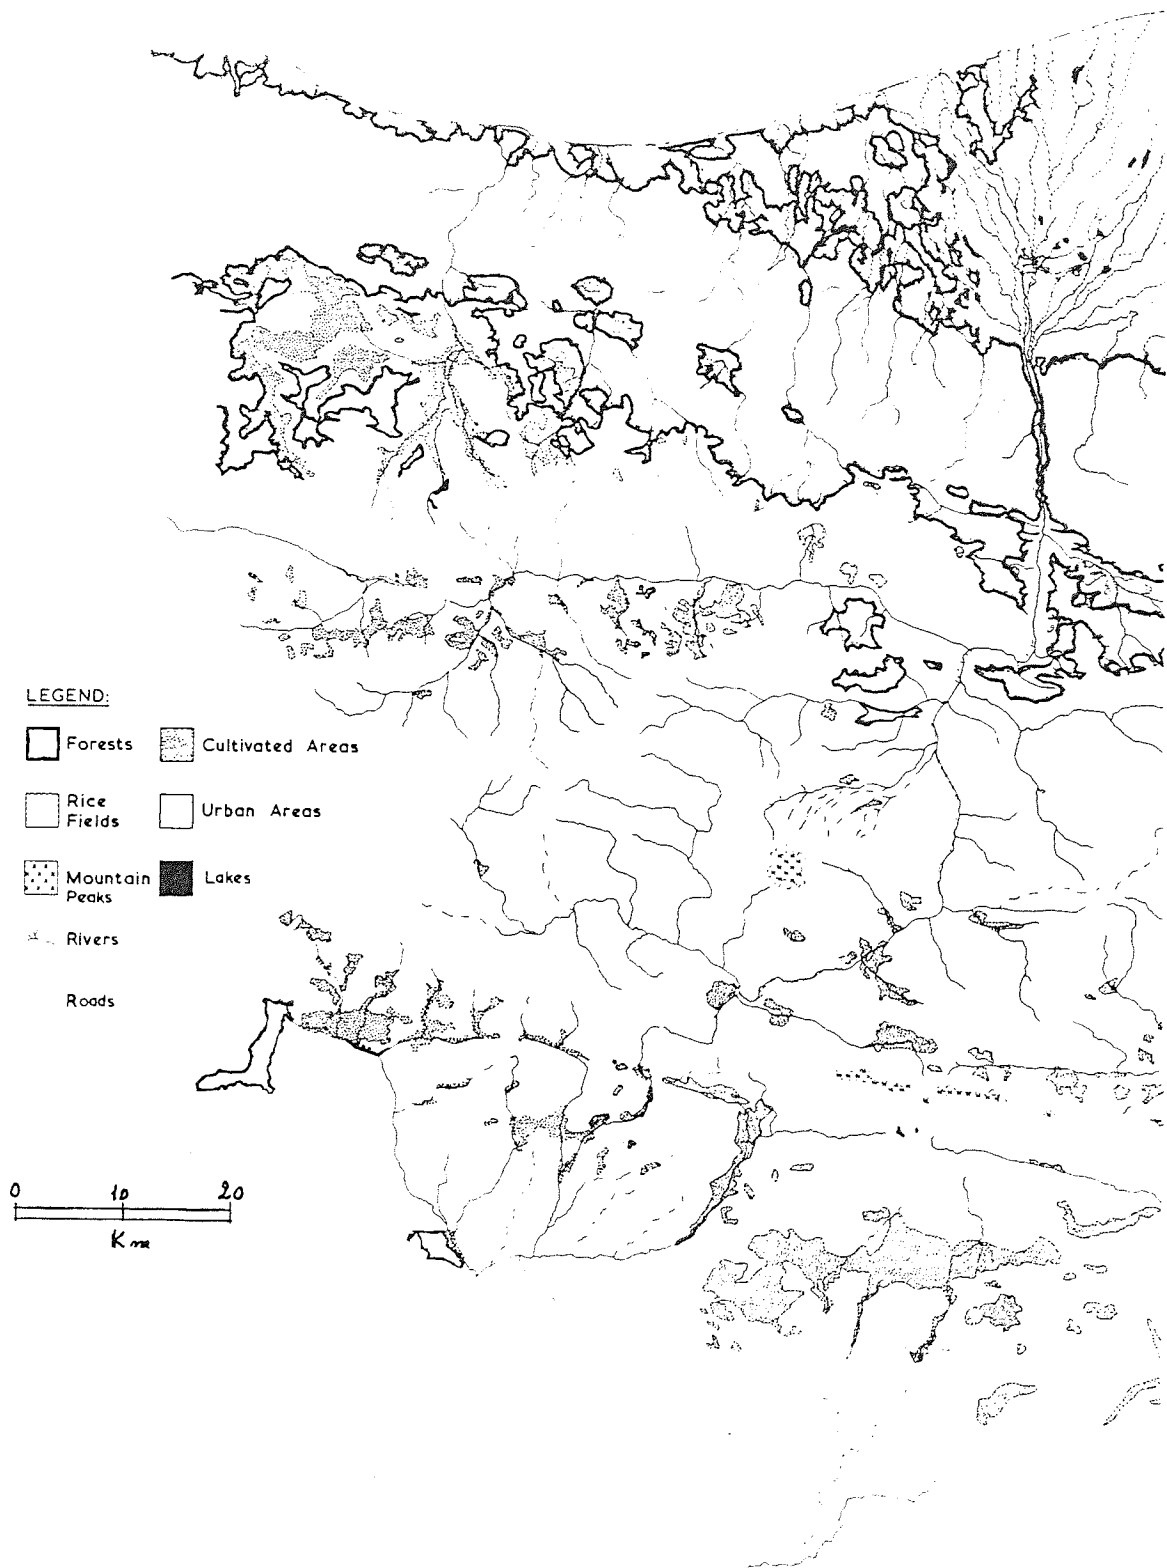 LEGEND:
Forests
Cultivated Areas
Rice
Fields
Urban Areas
Mountain
Peaks
Lakes
Rivers
Roads
0 10 20
Km